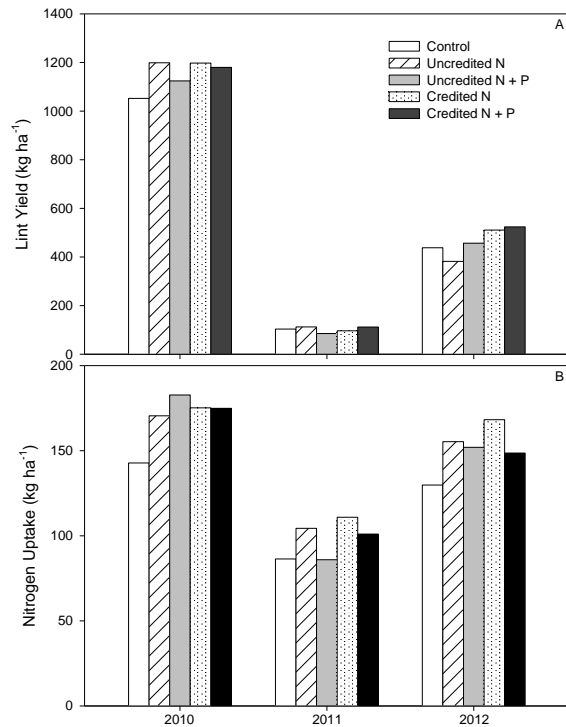 A
1400
1200
1000
800
600
400
200
0
Lint Yield (kg ha-1)
Control
Uncredited N
Uncredited N + P
Credited N
Credited N + P
B
200
150
100
50
0
Nitrogen Uptake (kg ha-1)
2010 2011 2012